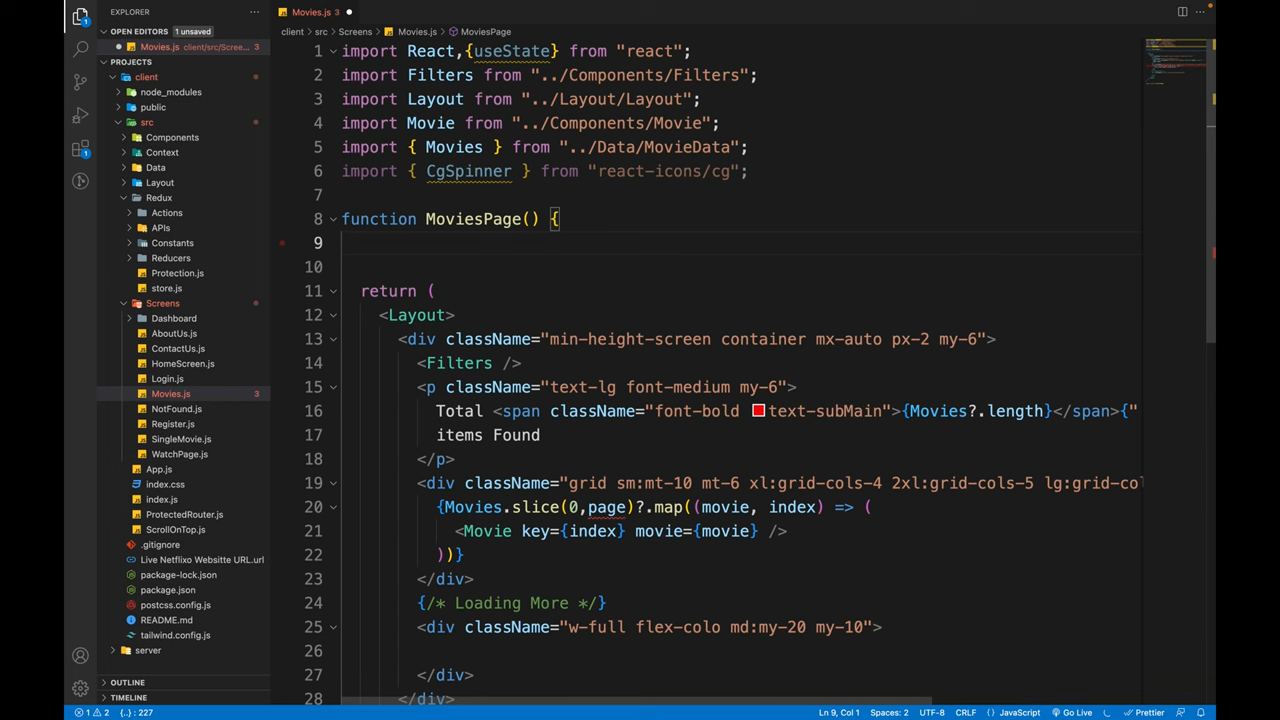 EXPLORER
···
OPEN EDITORS 1 unsaved
Movies.js client/src/Scree... 3
PROJECTS
client
node_modules
public
src
Components
Context
Data
Layout
Redux
Actions
APIs
Constants
Reducers
Protection.js
store.js
Screens
Dashboard
AboutUs.js
ContactUs.js
HomeScreen.js
Login.js
Movies.js 3
NotFound.js
Register.js
SingleMovie.js
WatchPage.js
App.js
index.css
index.js
ProtectedRouter.js
ScrollOnTop.js
.gitignore
Live Netflixo Webstite URL.url
package-lock.json
package.json
postcss.config.js
README.md
tailwind.config.js
server
OUTLINE
TIMELINE
Movies.js
client > src > Screens > Movies.js > MoviesPage
1 import React,{useState} from "react";
2 import Filters from "../Components/Filters";
3 import Layout from "../Layout/Layout";
4 import Movie from "../Components/Movie";
5 import { Movies } from "../Data/MovieData";
6 import { CgSpinner } from "react-icons/cg";
7
8 function MoviesPage() {
9
10
11 return (
12 <Layout>
13 <div className="min-height-screen container mx-auto px-2 my-6">
14 <Filters />
15 <p className="text-lg font-medium my-6">
16 Total <span className="font-bold text-subMain">{Movies?.length}</span>{"
17 items Found
18 </p>
19 <div className="grid sm:mt-10 mt-6 xl:grid-cols-4 2xl:grid-cols-5 lg:grid-col
20 {Movies.slice(0,page)?.map((movie, index) => (
21 <Movie key={index} movie={movie} />
22 ))}
23 </div>
24 {/* Loading More */}
25 <div className="w-full flex-colo md:my-20 my-10">
26
27 </div>
28 </div>
1 2 {..} : 227 Ln 9, Col 1 Spaces: 2 UTF-8 CRLF {} JavaScript Go Live Prettier